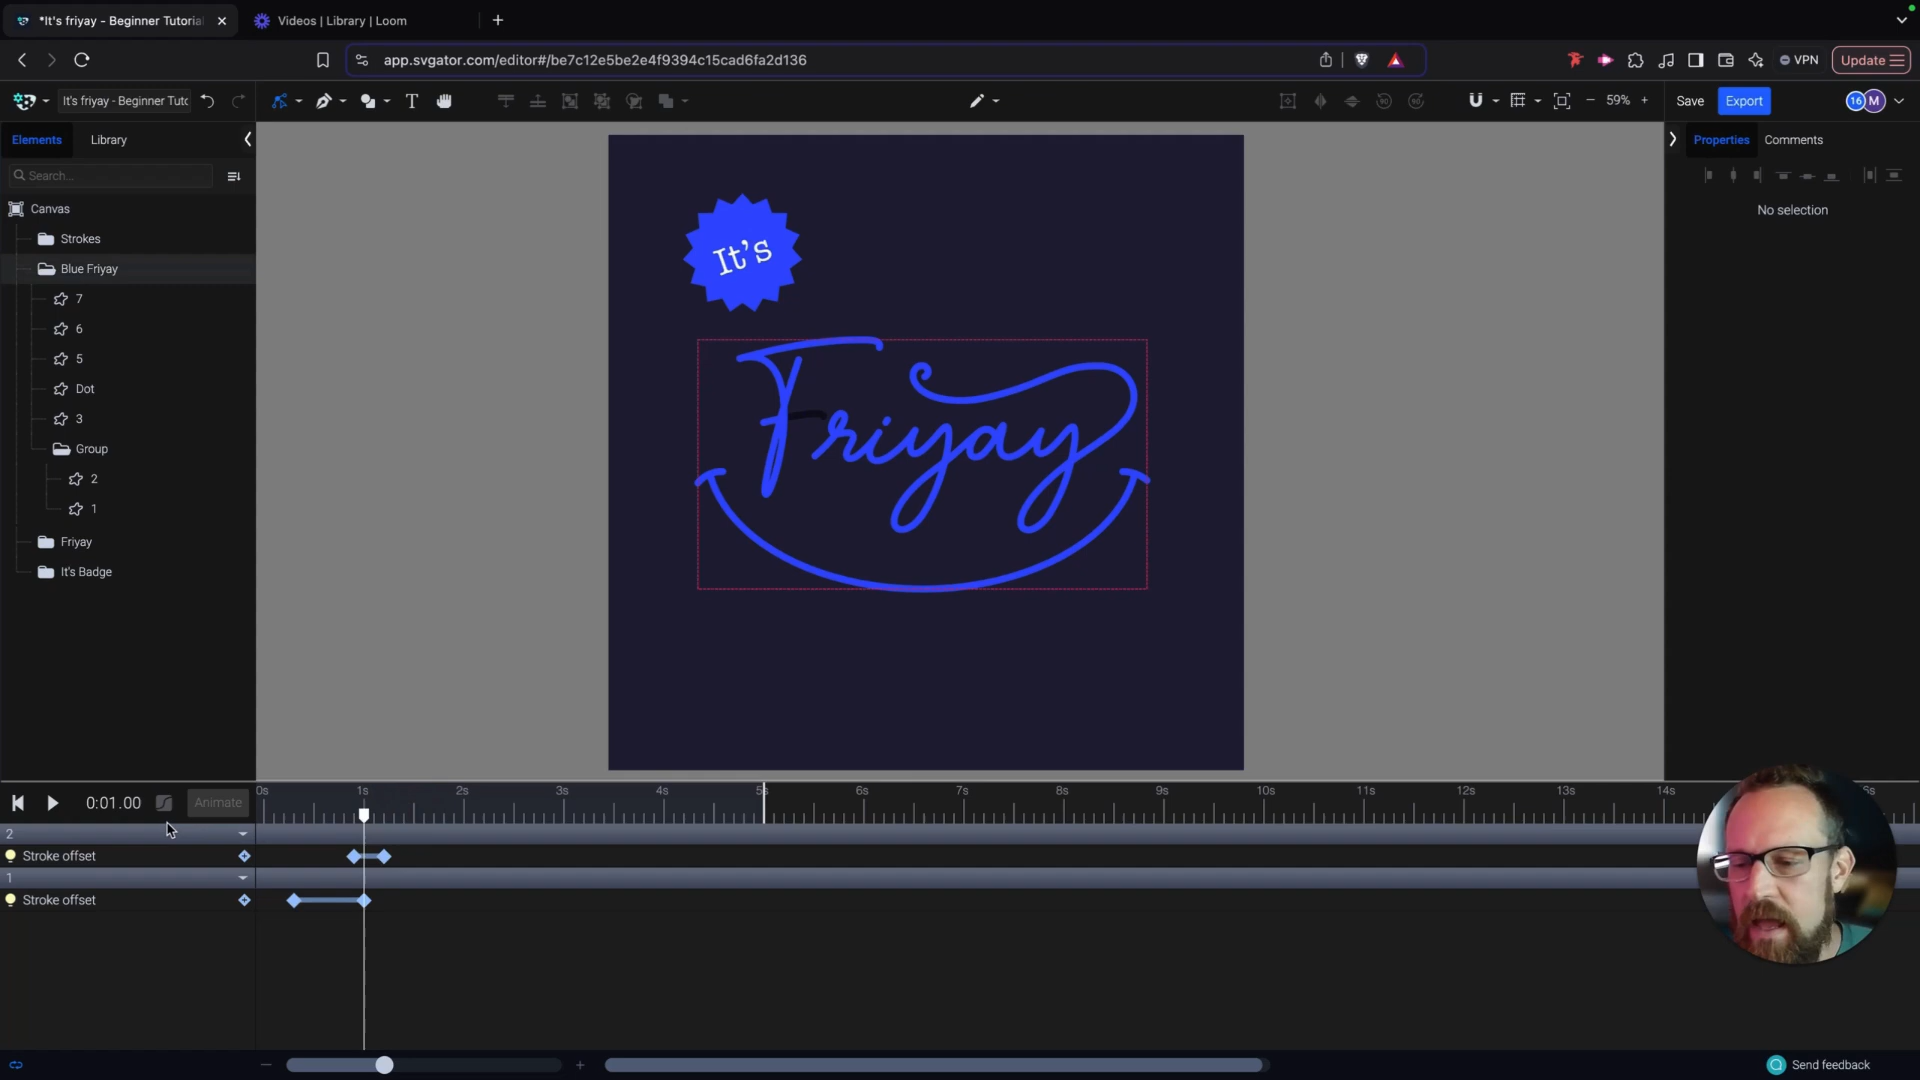 *It's friyay - Beginner Tutoria
Videos | Library | Loom
app.svgator.com/editor#/be7c12e5be2e4f9394c15cad6fa2d136
VPN
Update
It's friyay - Beginner Tuto
T
59%
Save
Export
16
M
Elements
Library
Properties
Comments
Search...
No selection
Canvas
Strokes
Blue Friyay
7
6
5
Dot
3
Group
2
1
Friyay
It's Badge
It's
Friyay
0:01.00
Animate
0s
1s
2s
3s
4s
5s
6s
7s
8s
9s
10s
11s
12s
13s
14s
2
Stroke offset
1
Stroke offset
Send feedback